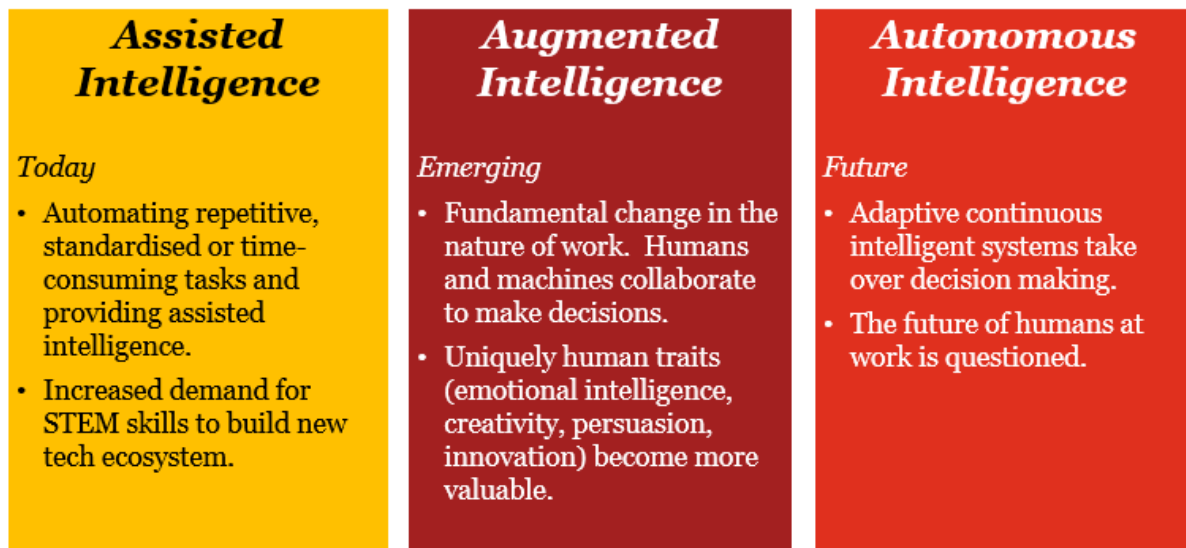 Assisted
Intelligence
Today
• Automating repetitive,
standardised or time-
consuming tasks and
providing assisted
intelligence.
• Increased demand for
STEM skills to build new
tech ecosystem.
Augmented
Intelligence
Emerging
• Fundamental change in the
nature of work.  Humans
and machines collaborate
to make decisions.
• Uniquely human traits
(emotional intelligence,
creativity, persuasion,
innovation) become more
valuable.
Autonomous
Intelligence
Future
• Adaptive continuous
intelligent systems take
over decision making.
• The future of humans at
work is questioned.